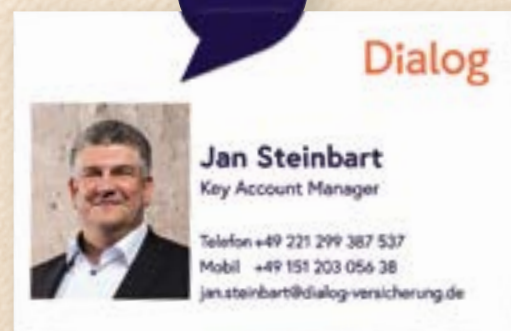 Dialog
Jan Steinbart
Key Account Manager
Telefon +49 221 299 387 537
Mobil +49 151 203 056 38
jan.steinbart@dialog-versicherung.de